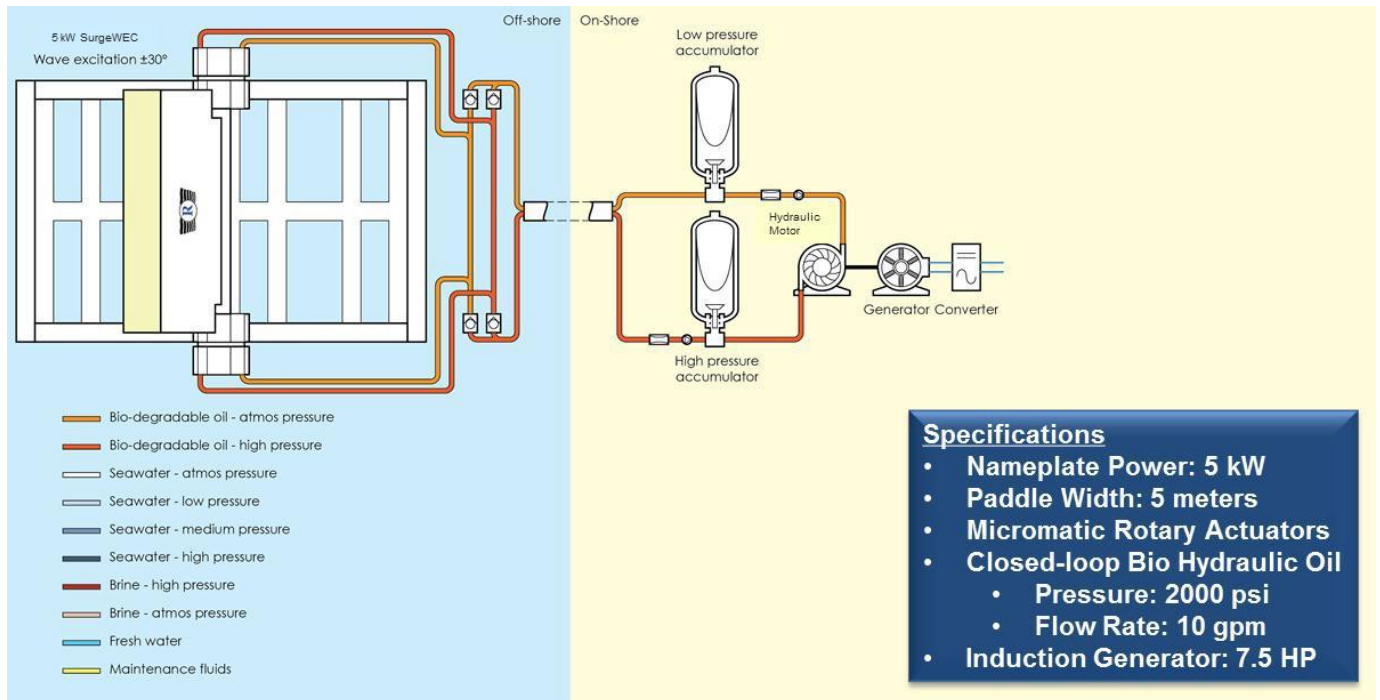 Off-shore
On-Shore
5 kW SurgeWEC
Wave excitation ±30°
Low pressure
accumulator
R
Hydraulic
Motor
Generator Converter
High pressure
accumulator
Bio-degradable oil - atmos pressure
Bio-degradable oil - high pressure
Seawater - atmos pressure
Seawater - low pressure
Seawater - medium pressure
Seawater - high pressure
Brine - high pressure
Brine - atmos pressure
Fresh water
Maintenance fluids
Specifications
• Nameplate Power: 5 kW
• Paddle Width: 5 meters
• Micromatic Rotary Actuators
• Closed-loop Bio Hydraulic Oil
• Pressure: 2000 psi
• Flow Rate: 10 gpm
• Induction Generator: 7.5 HP